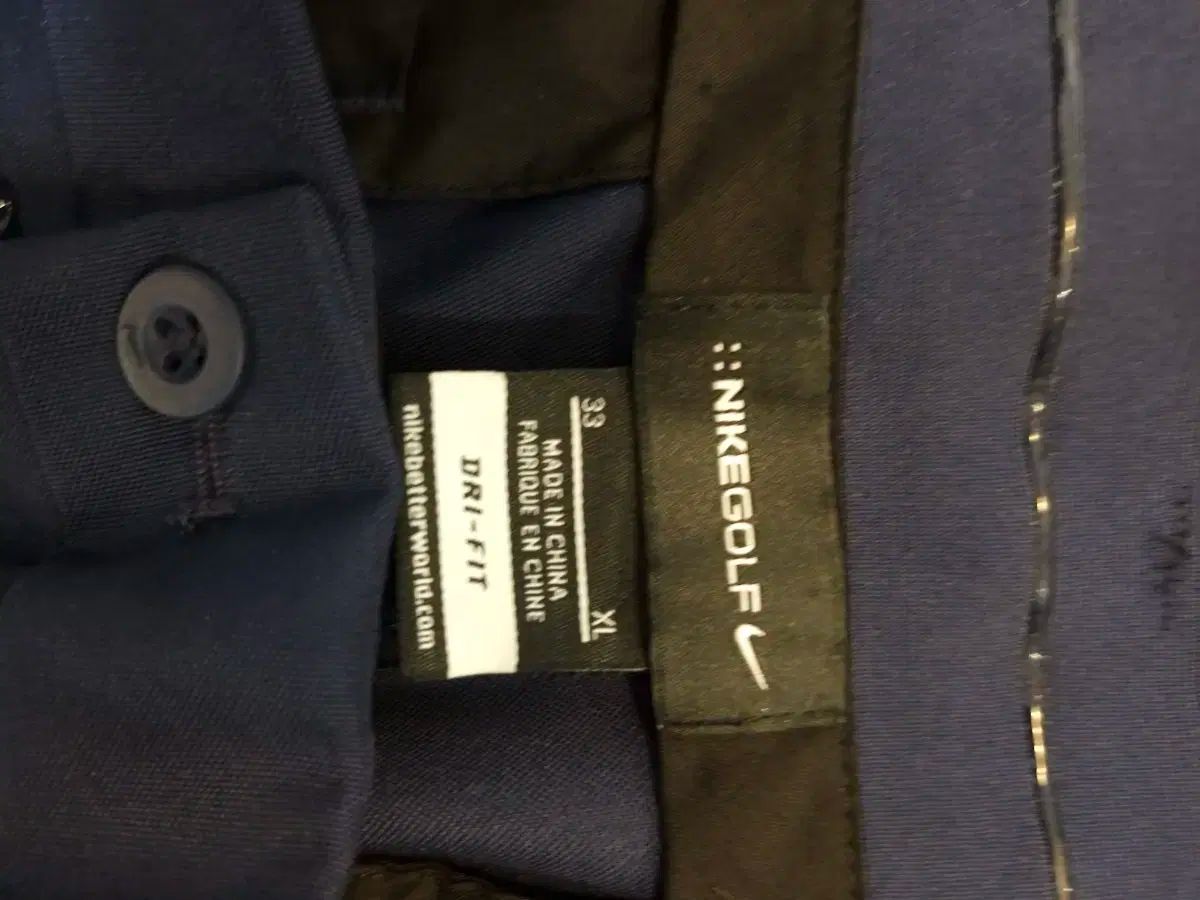 ::NIKEGOLF
33 XL
MADE IN CHINA
FABRIQUE EN CHINE
DRI-FIT
nikebetterworld.com